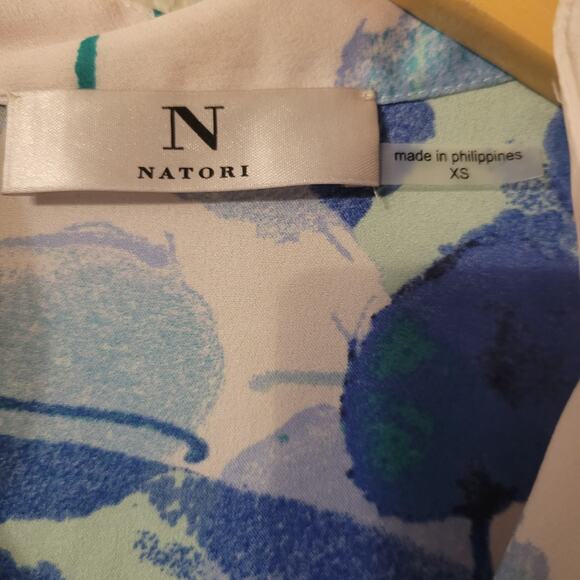 N
NATORI
made in philippines
XS